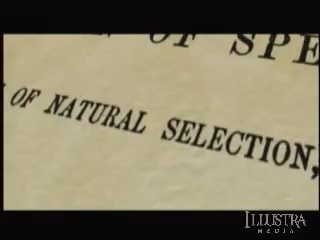 OF SPE
OF NATURAL SELECTION,
ILLUSTRA
MEDIA